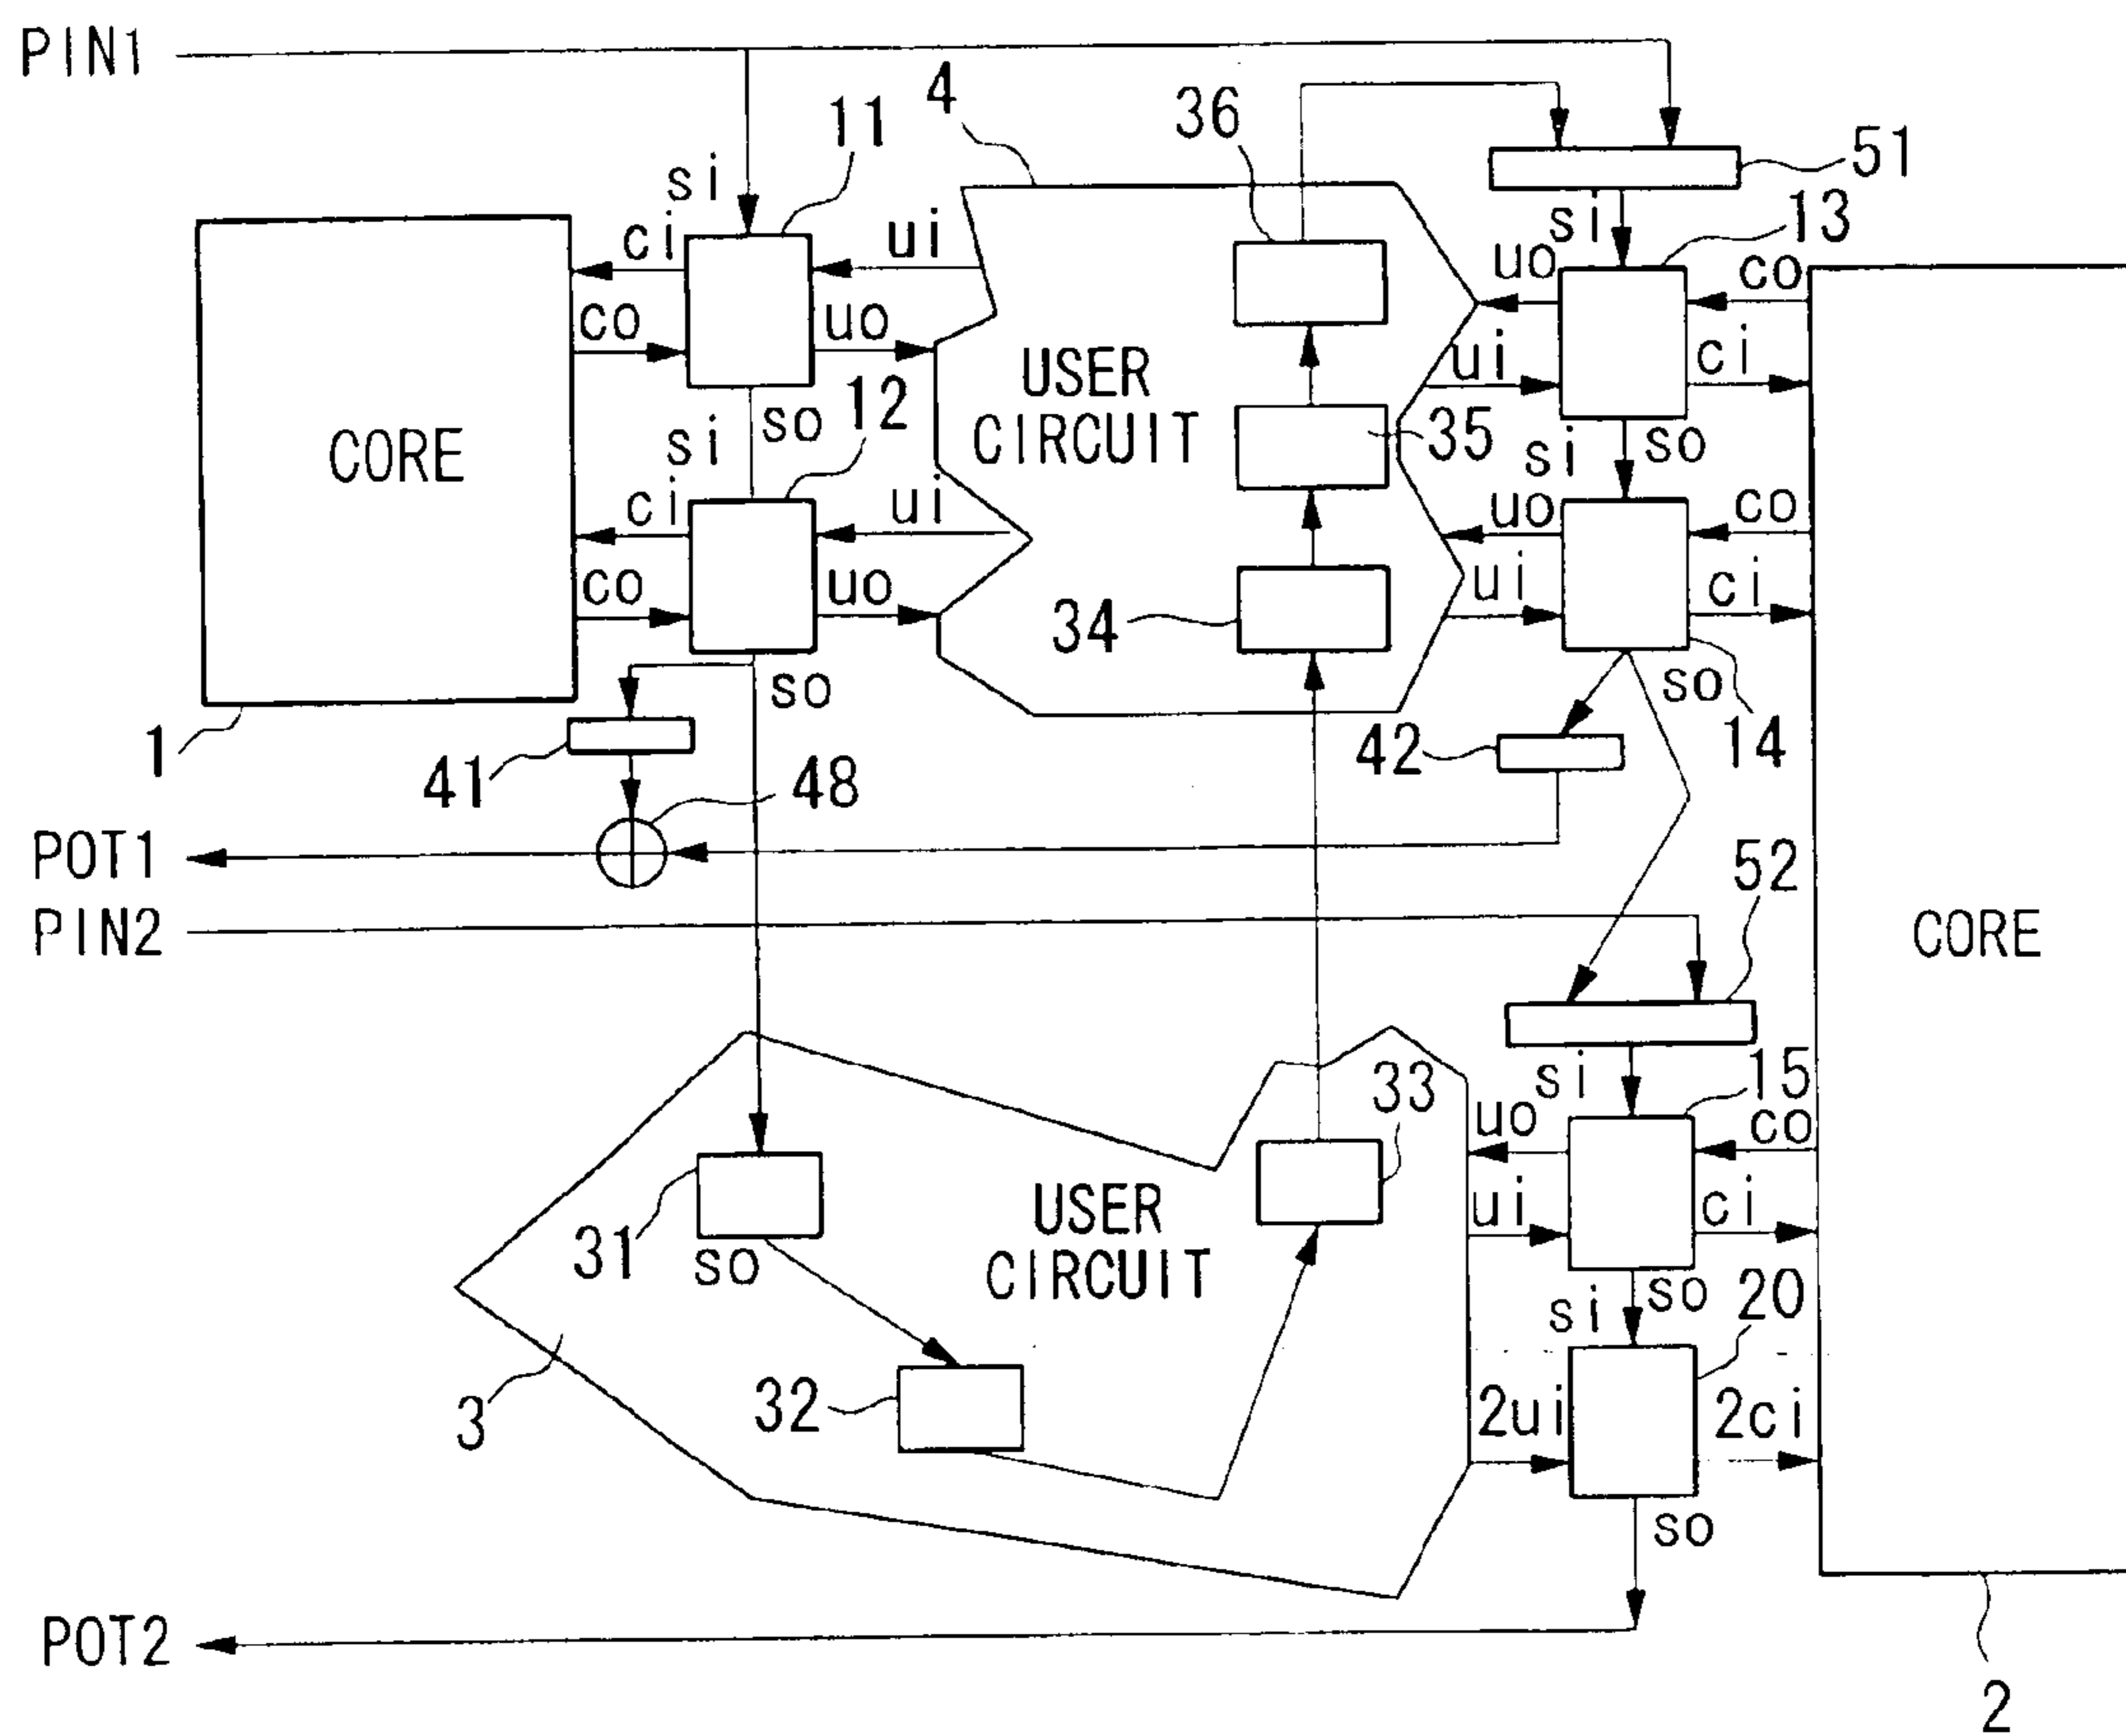 PIN1
4
36
11
51
si
si
13
ci
ui
uo
co
co
uo
USER
CIRCUIT
ui
ci
CORE
si
so
12
35
si
so
ci
ui
uo
co
co
uo
34
ui
ci
so
so
1
41
48
42
14
POT1
52
PIN2
CORE
33
si
15
uo
co
31
so
USER
CIRCUIT
ui
ci
si
so
20
3
32
2ui
2ci
so
POT2
2